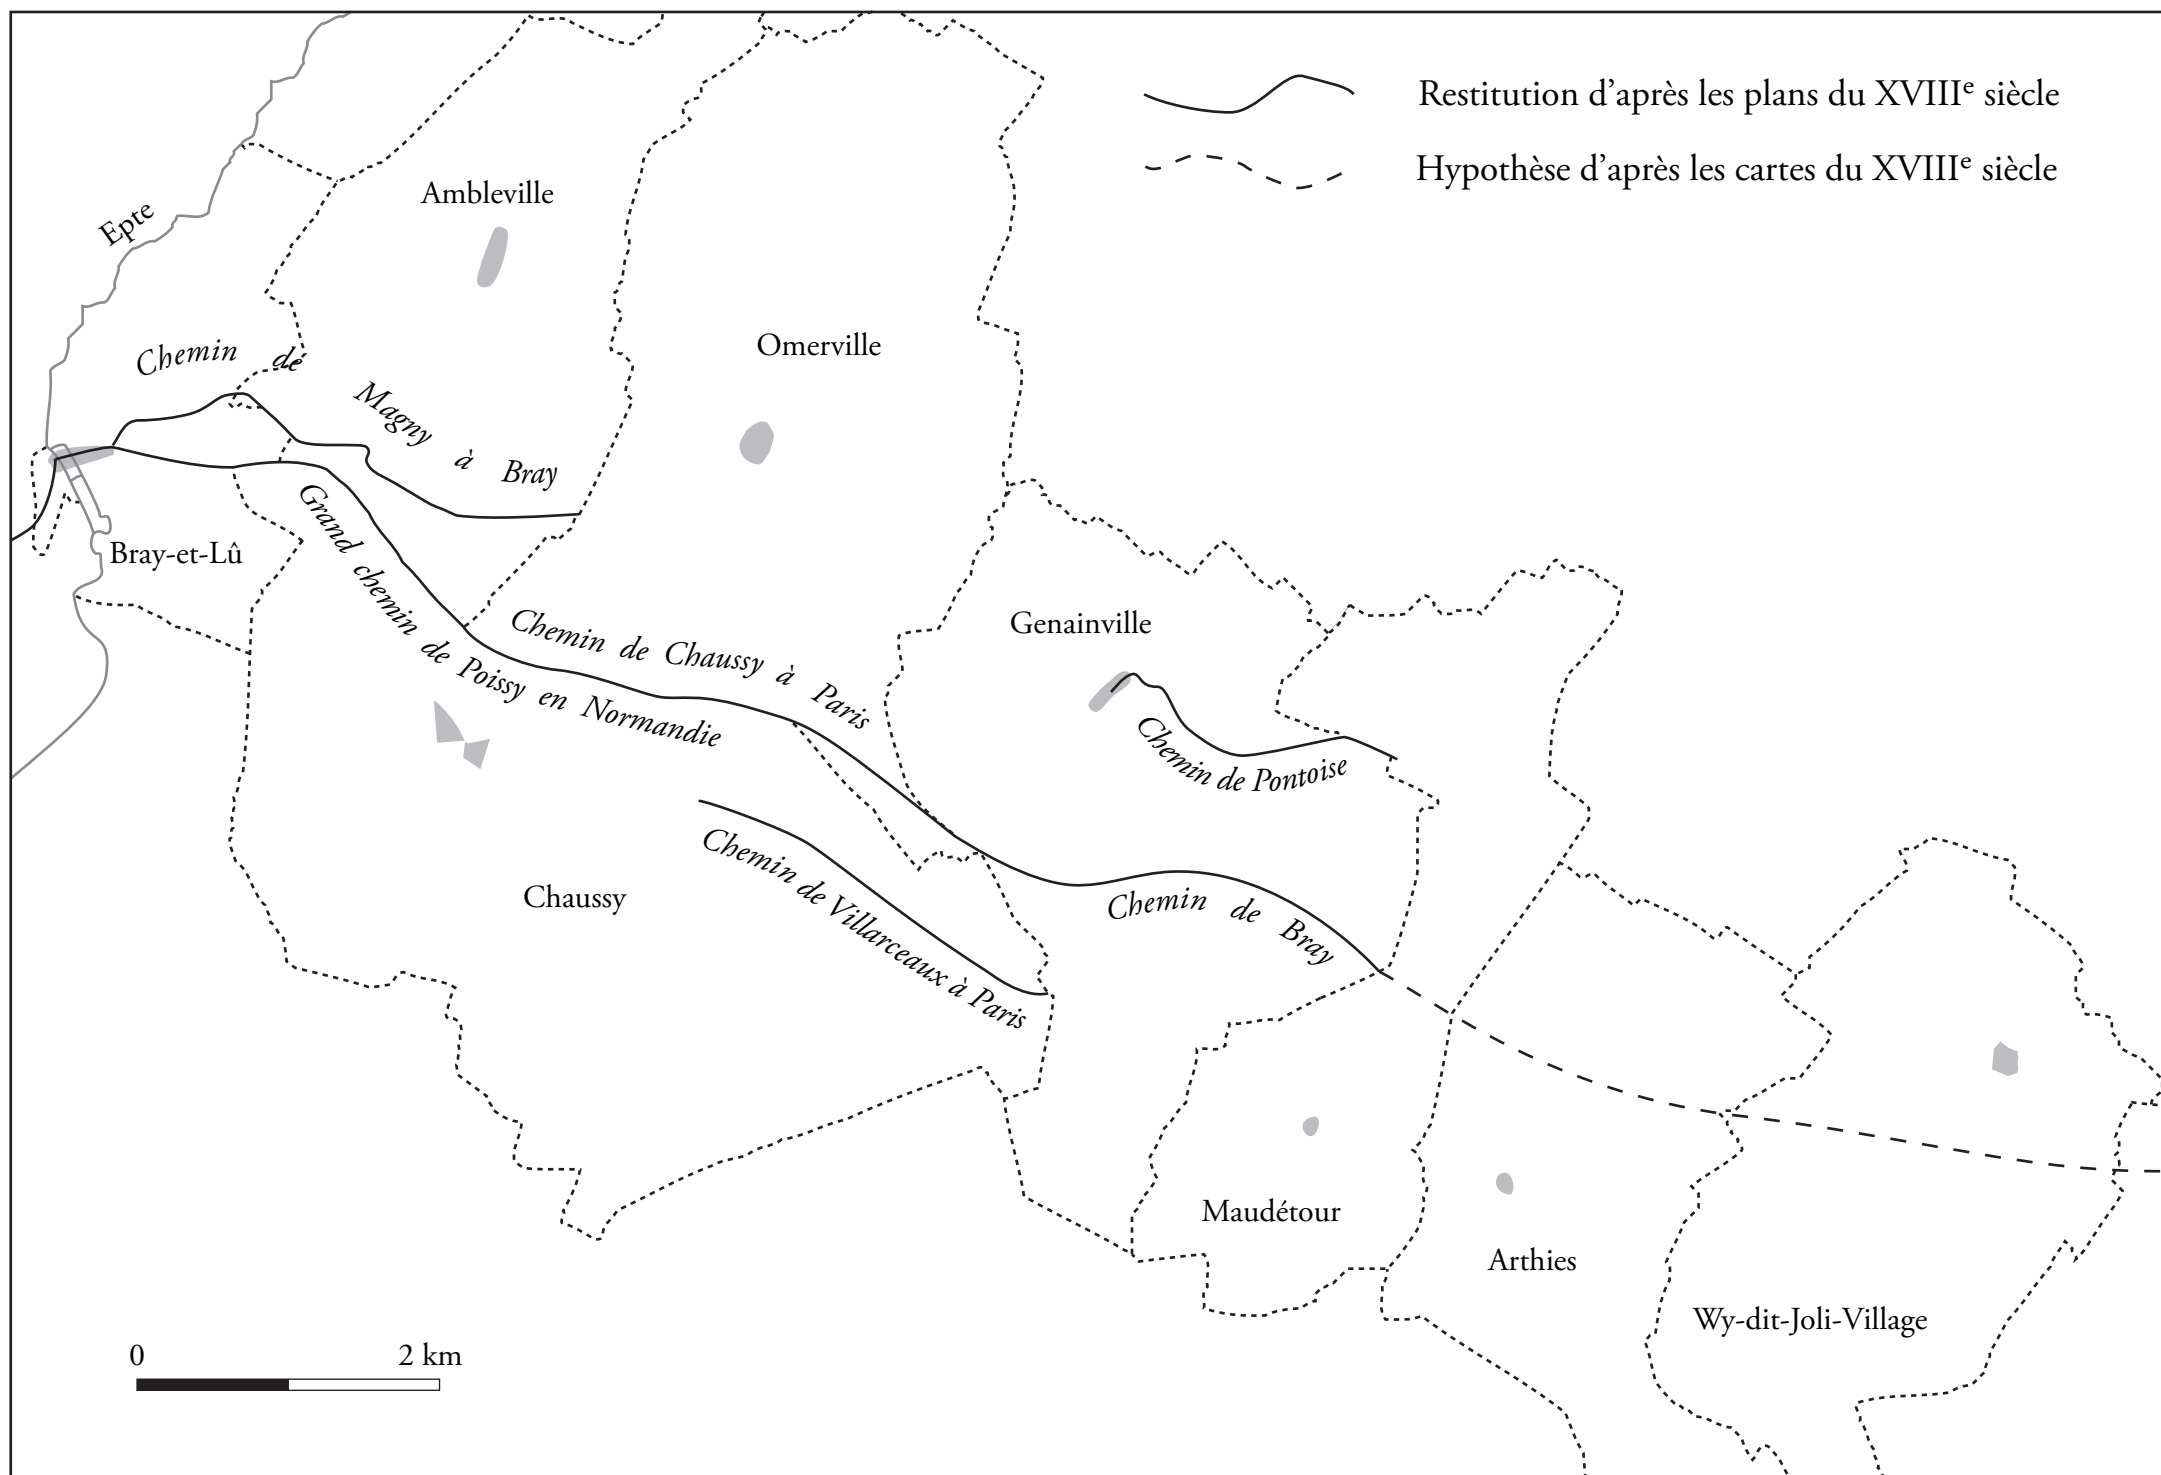 Restitution d’après les plans du XVIIIe siècle
Hypothèse d’après les cartes du XVIIIe siècle
Ambleville
Epte
Omerville
Chemin de Magny à Bray
Bray-et-Lû
Grand chemin de Poissy en Normandie
Chemin de Chaussy à Paris
Genainville
Chemin de Pontoise
Chaussy
Chemin de Villarceaux à Paris
Chemin de Bray
Maudétour
Arthies
Wy-dit-Joli-Village
0 2 km